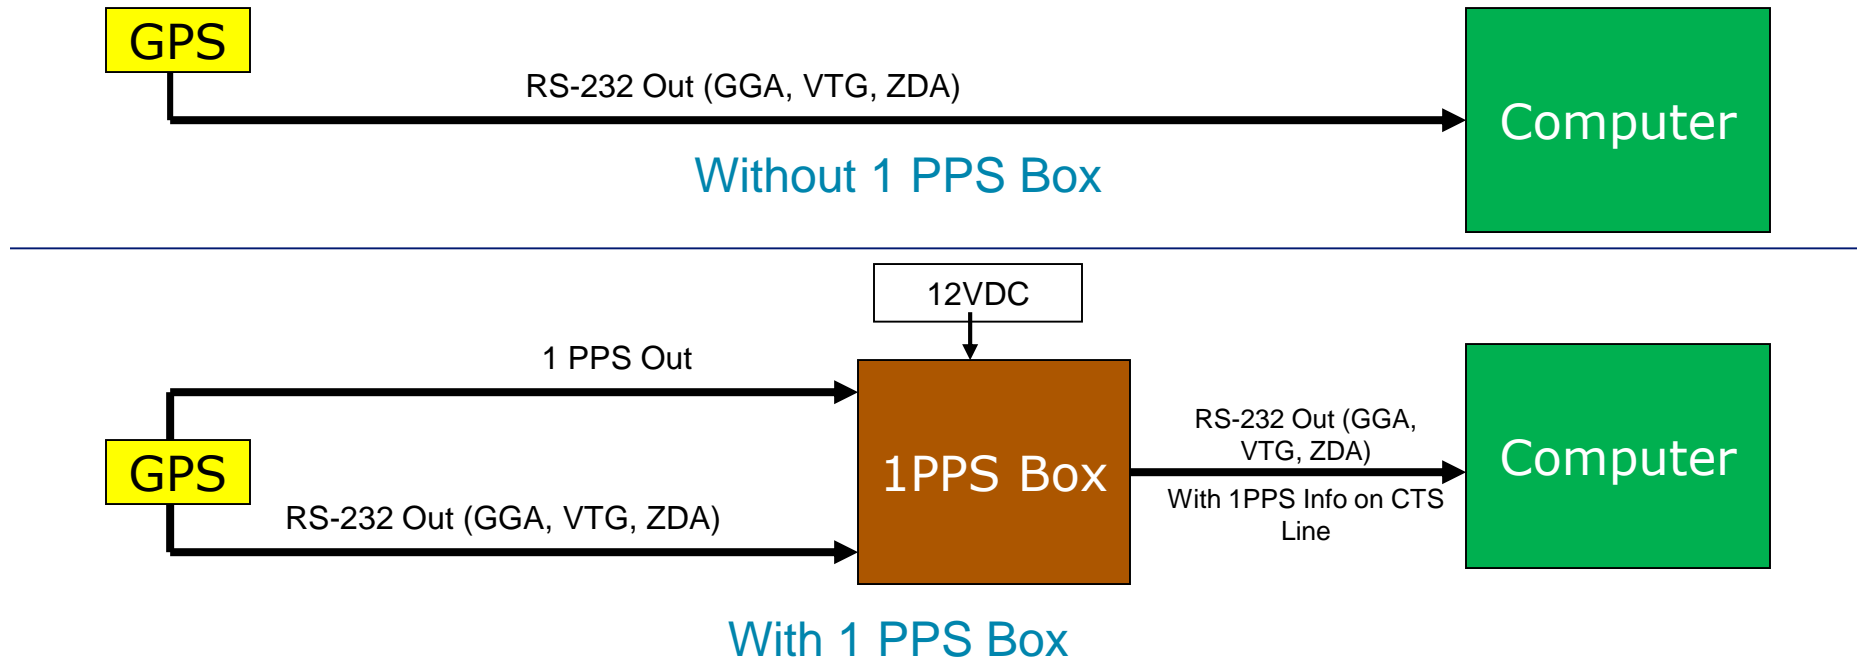 GPS
RS-232 Out (GGA, VTG, ZDA)
Computer
Without 1 PPS Box
12VDC
1 PPS Out
GPS
RS-232 Out (GGA, VTG, ZDA)
1PPS Box
RS-232 Out (GGA,
VTG, ZDA)
With 1PPS Info on CTS
Line
Computer
With 1 PPS Box